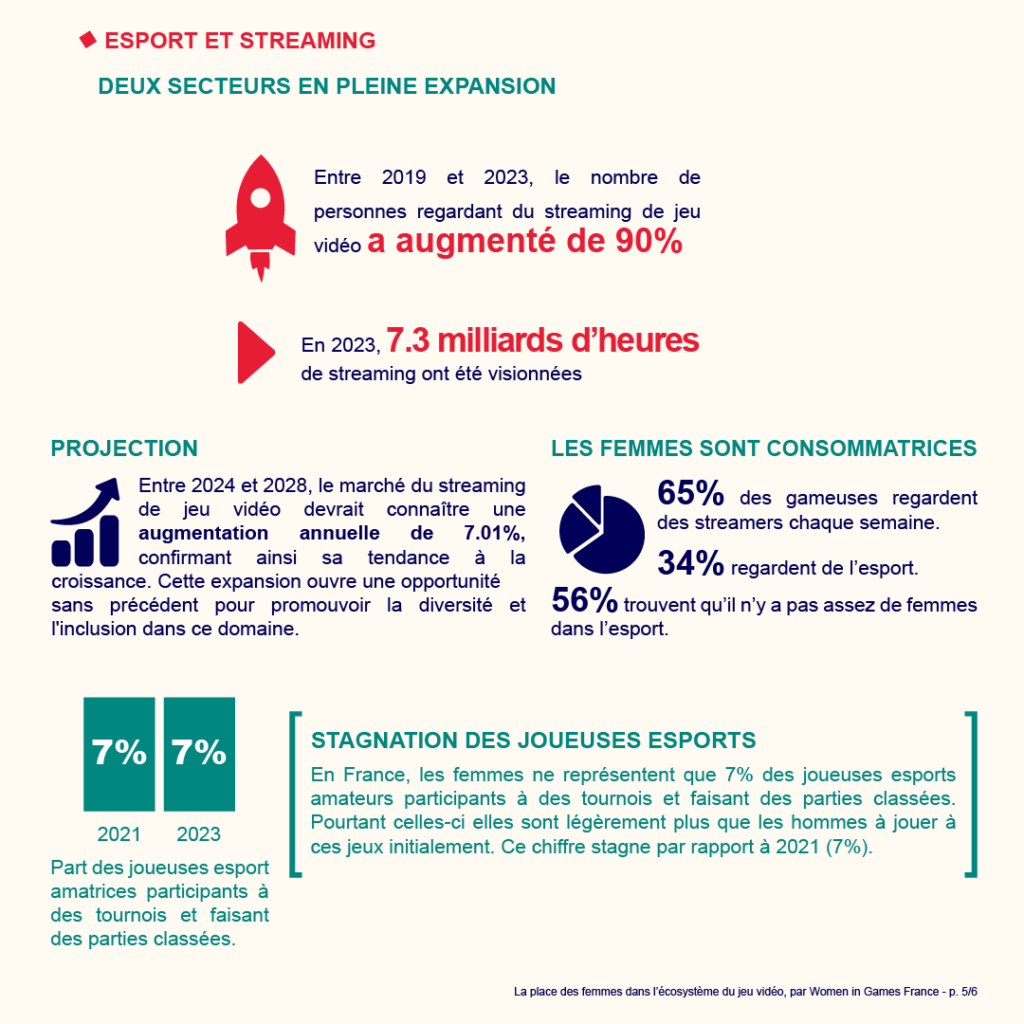 ESPORT ET STREAMING
DEUX SECTEURS EN PLEINE EXPANSION
Entre 2019 et 2023, le nombre de
personnes regardant du streaming de jeu
vidéo a augmenté de 90%
En 2023, 7.3 milliards d’heures
de streaming ont été visionnées
PROJECTION
Entre 2024 et 2028, le marché du streaming
de jeu vidéo devrait connaître une
augmentation annuelle de 7.01%,
confirmant ainsi sa tendance à la
croissance. Cette expansion ouvre une opportunité
sans précédent pour promouvoir la diversité et
l'inclusion dans ce domaine.
LES FEMMES SONT CONSOMMATRICES
65% des gameuses regardent
des streamers chaque semaine.
34% regardent de l’esport.
56% trouvent qu’il n’y a pas assez de femmes
dans l’esport.
7% 7%
2021 2023
Part des joueuses esport
amatrices participants à
des tournois et faisant
des parties classées.
STAGNATION DES JOUEUSES ESPORTS
En France, les femmes ne représentent que 7% des joueuses esports
amateurs participants à des tournois et faisant des parties classées.
Pourtant celles-ci elles sont légèrement plus que les hommes à jouer à
ces jeux initialement. Ce chiffre stagne par rapport à 2021 (7%).
La place des femmes dans l’écosystème du jeu vidéo, par Women in Games France - p. 5/6